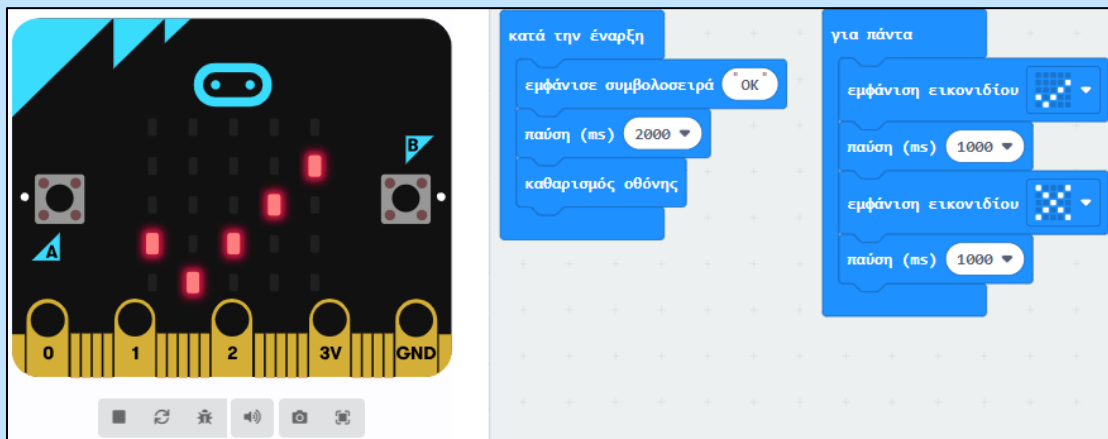 B
A
0 1 2 3V GND
κατά την έναρξη
εμφάνισε συμβολοσειρά "OK"
παύση (ms) 2000
καθαρισμός οθόνης
για πάντα
εμφάνιση εικονιδίου
παύση (ms) 1000
εμφάνιση εικονιδίου
παύση (ms) 1000